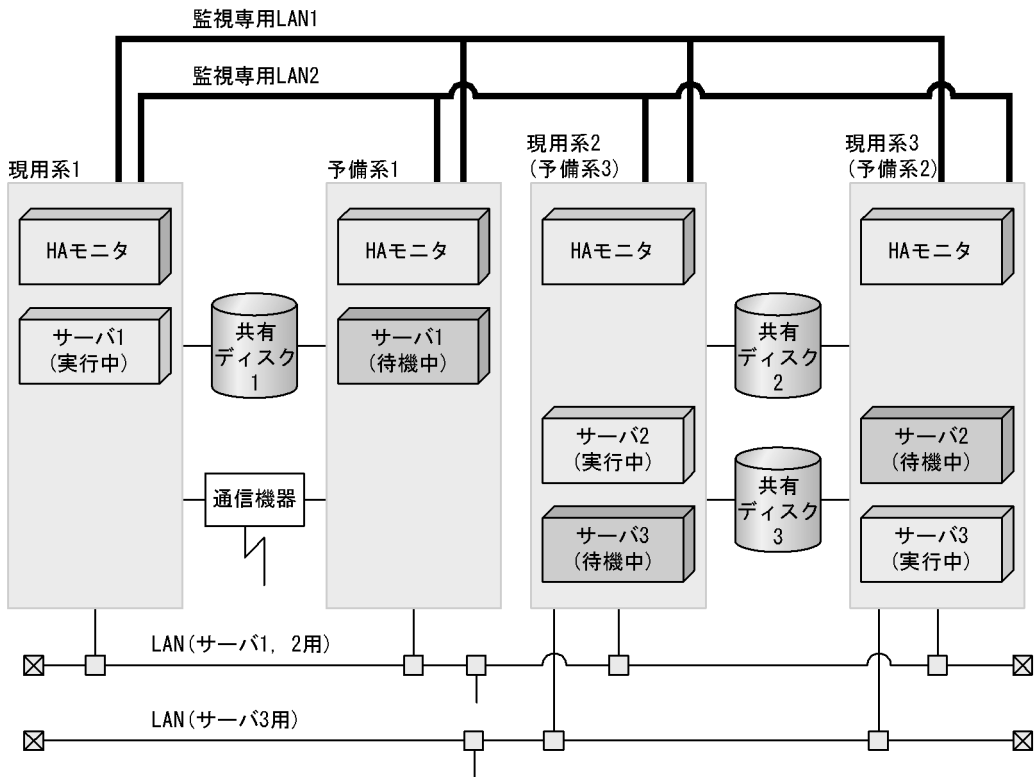 監視専用LAN1
監視専用LAN2
現用系1
予備系1
現用系2
(予備系3)
現用系3
(予備系2)
HAモニタ
HAモニタ
HAモニタ
HAモニタ
サーバ1
(実行中)
共有
ディスク
1
サーバ1
(待機中)
共有
ディスク
2
サーバ2
(実行中)
サーバ2
(待機中)
通信機器
共有
ディスク
3
サーバ3
(待機中)
サーバ3
(実行中)
LAN(サーバ1, 2用)
LAN(サーバ3用)